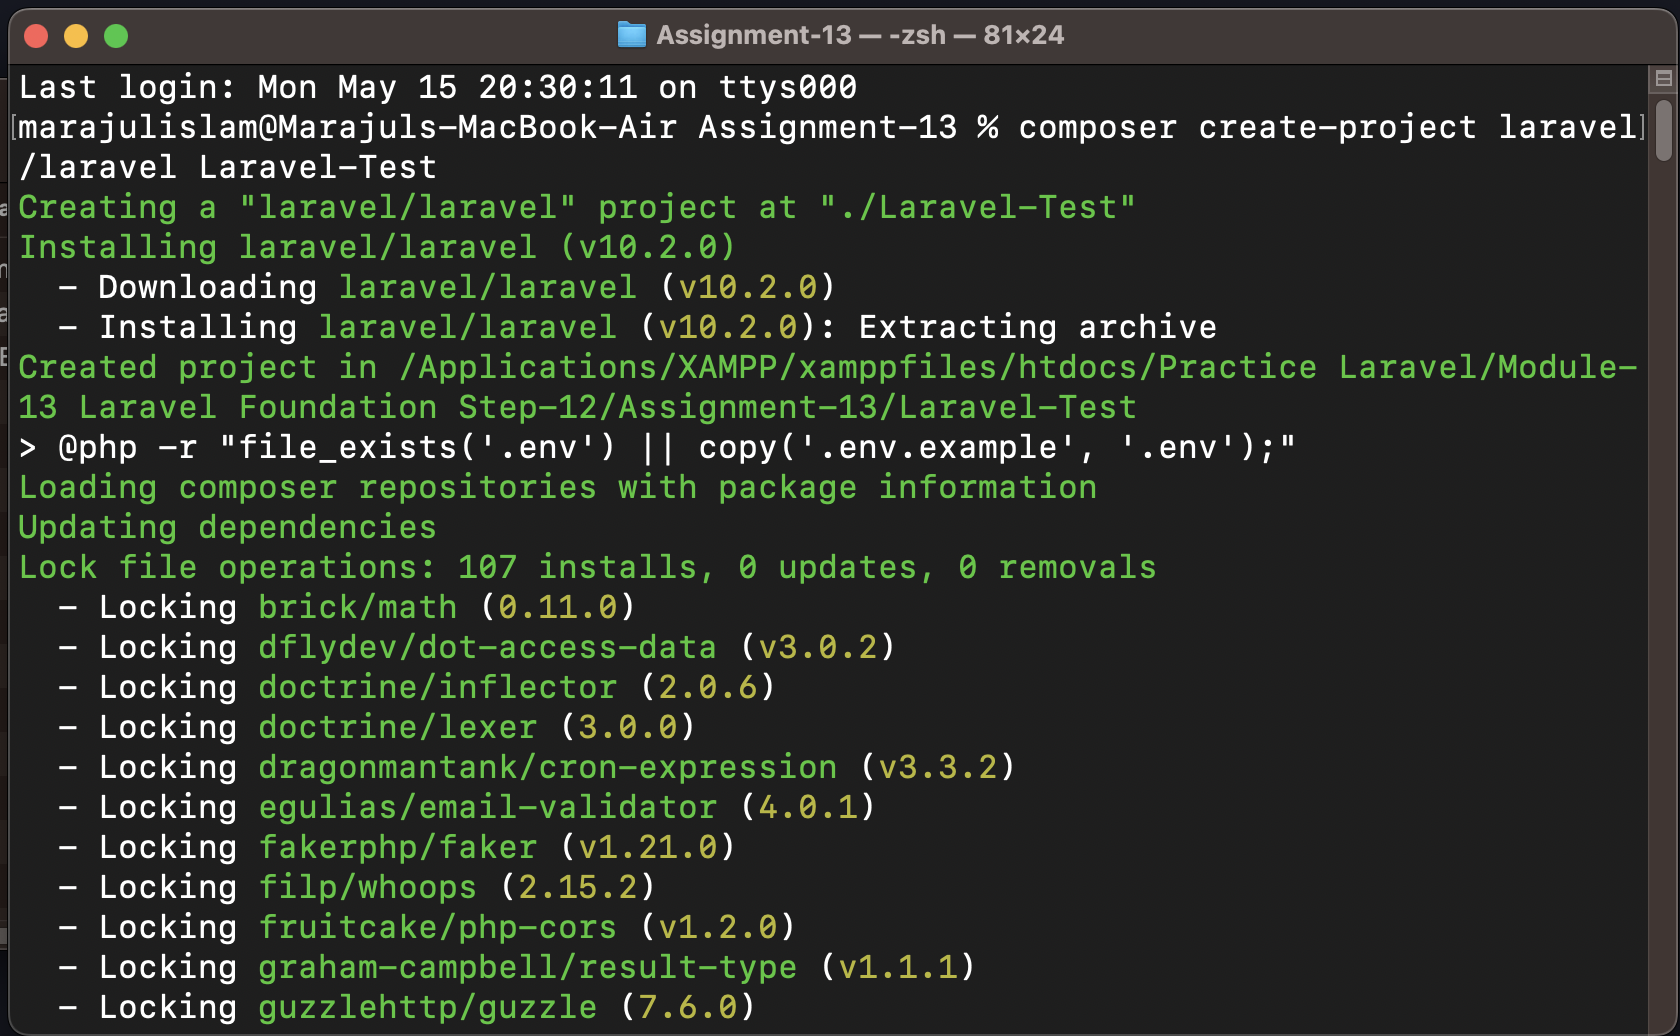 Assignment-13 — -zsh — 81×24
Last login: Mon May 15 20:30:11 on ttys000
[marajulislam@Marajuls-MacBook-Air Assignment-13 % composer create-project laravel]
/laravel Laravel-Test
Creating a "laravel/laravel" project at "./Laravel-Test"
Installing laravel/laravel (v10.2.0)
  - Downloading laravel/laravel (v10.2.0)
  - Installing laravel/laravel (v10.2.0): Extracting archive
Created project in /Applications/XAMPP/xamppfiles/htdocs/Practice Laravel/Module-
13 Laravel Foundation Step-12/Assignment-13/Laravel-Test
> @php -r "file_exists('.env') || copy('.env.example', '.env');"
Loading composer repositories with package information
Updating dependencies
Lock file operations: 107 installs, 0 updates, 0 removals
  - Locking brick/math (0.11.0)
  - Locking dflydev/dot-access-data (v3.0.2)
  - Locking doctrine/inflector (2.0.6)
  - Locking doctrine/lexer (3.0.0)
  - Locking dragonmantank/cron-expression (v3.3.2)
  - Locking egulias/email-validator (4.0.1)
  - Locking fakerphp/faker (v1.21.0)
  - Locking filp/whoops (2.15.2)
  - Locking fruitcake/php-cors (v1.2.0)
  - Locking graham-campbell/result-type (v1.1.1)
  - Locking guzzlehttp/guzzle (7.6.0)